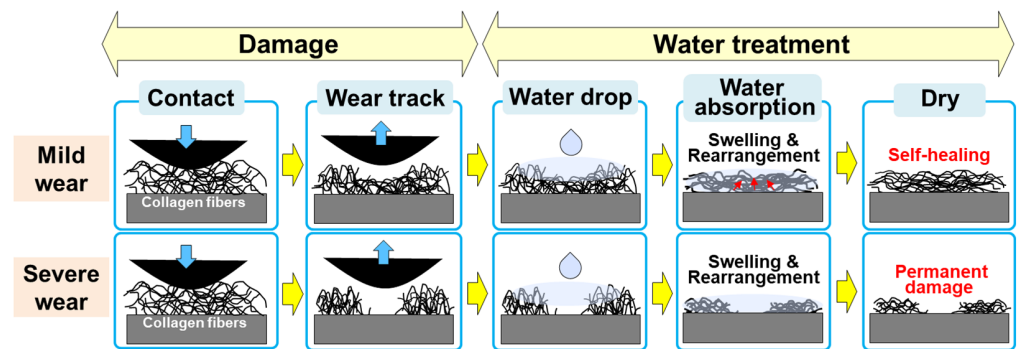 Damage
Water treatment
Contact
Wear track
Water drop
Water
absorption
Dry
Mild
wear
Collagen fibers
Swelling &
Rearrangement
Self-healing
Severe
wear
Collagen fibers
Swelling &
Rearrangement
Permanent
damage